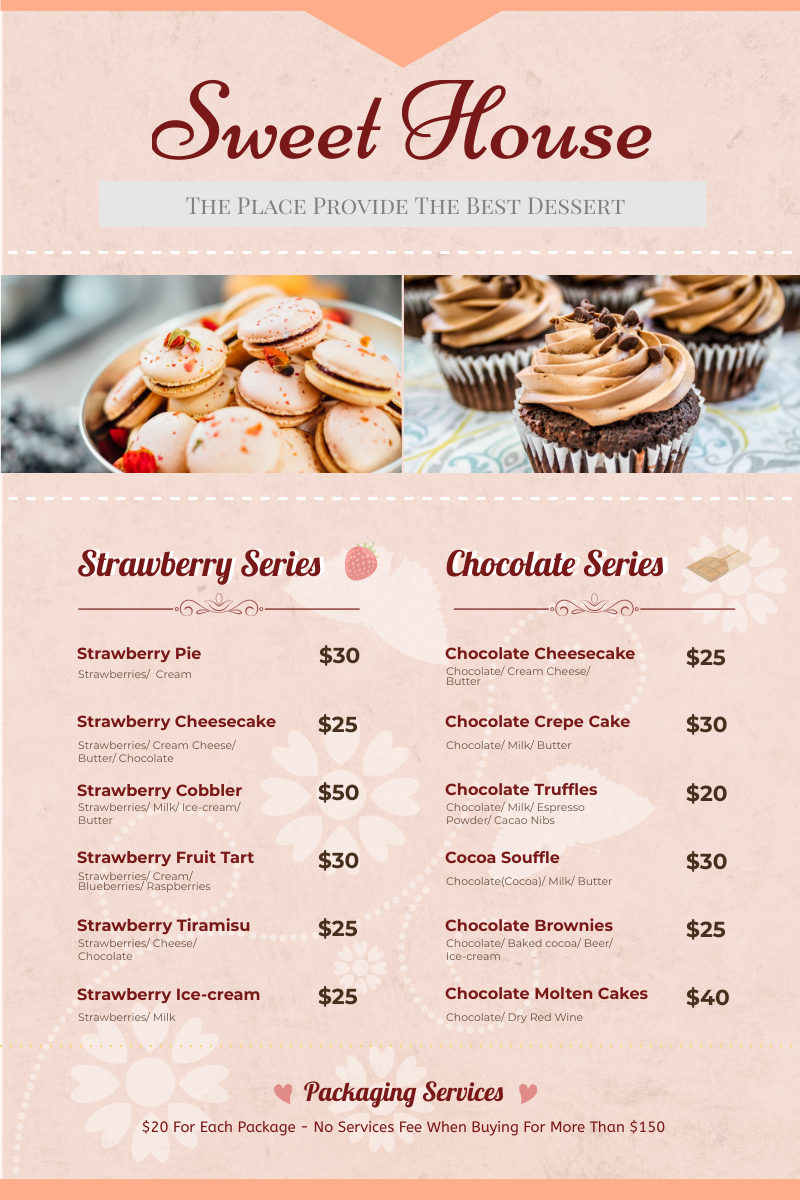 Sweet House
The Place Provide The Best Dessert
Strawberry Series
Strawberry Pie $30
Strawberries/ Cream
Strawberry Cheesecake $25
Strawberries/ Cream Cheese/
Butter/ Chocolate
Strawberry Cobbler $50
Strawberries/ Milk/ Ice-cream/
Butter
Strawberry Fruit Tart $30
Strawberries/ Cream/
Blueberries/ Raspberries
Strawberry Tiramisu $25
Strawberries/ Cheese/
Chocolate
Strawberry Ice-cream $25
Strawberries/ Milk
Chocolate Series
Chocolate Cheesecake $25
Chocolate/ Cream Cheese/
Butter
Chocolate Crepe Cake $30
Chocolate/ Milk/ Butter
Chocolate Truffles $20
Chocolate/ Milk/ Espresso
Powder/ Cacao Nibs
Cocoa Souffle $30
Chocolate(Cocoa)/ Milk/ Butter
Chocolate Brownies $25
Chocolate/ Baked cocoa/ Beer/
Ice-cream
Chocolate Molten Cakes $40
Chocolate/ Dry Red Wine
Packaging Services
$20 For Each Package - No Services Fee When Buying For More Than $150